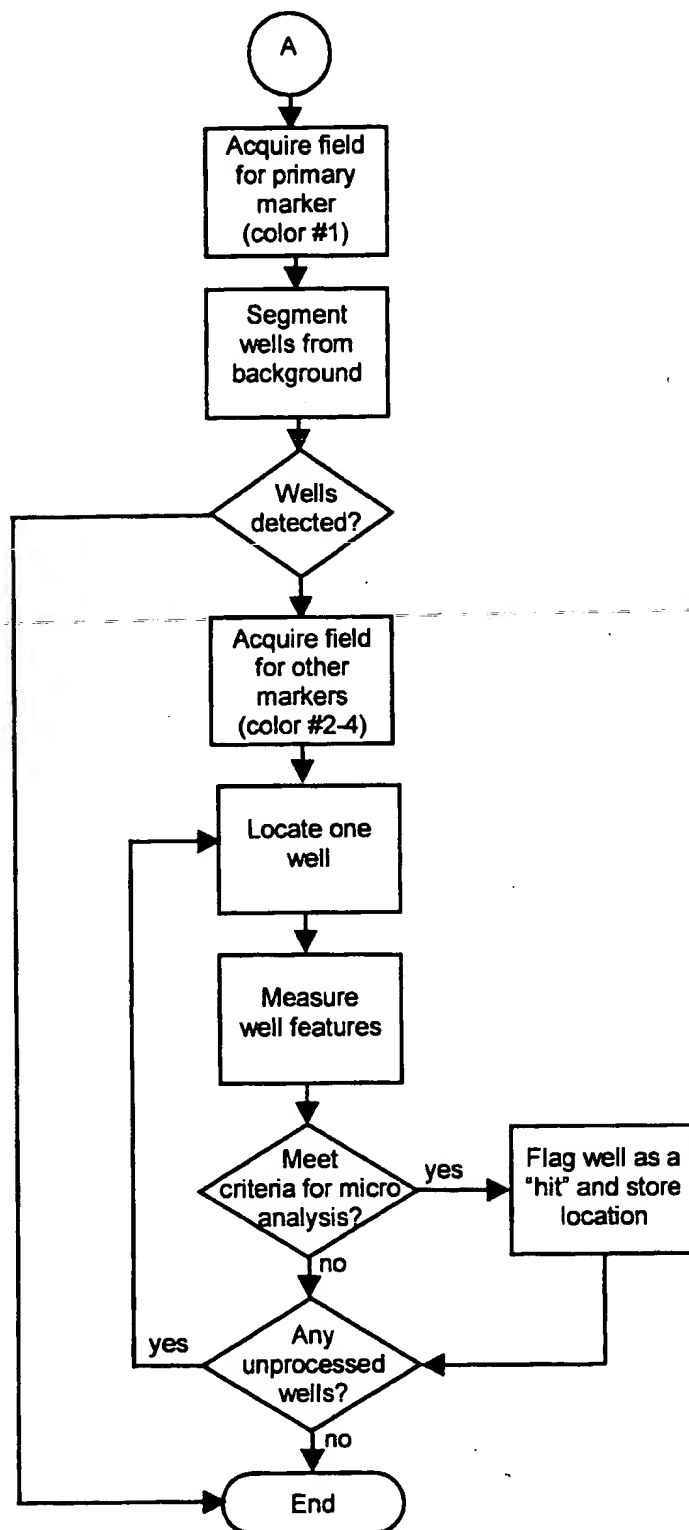 A
Acquire field
for primary
marker
(color #1)
Segment
wells from
background
Wells
detected?
Acquire field
for other
markers
(color #2-4)
Locate one
well
Measure
well features
Meet
criteria for micro
analysis?
yes
Flag well as a
"hit" and store
location
no
Any
unprocessed
wells?
yes
no
End